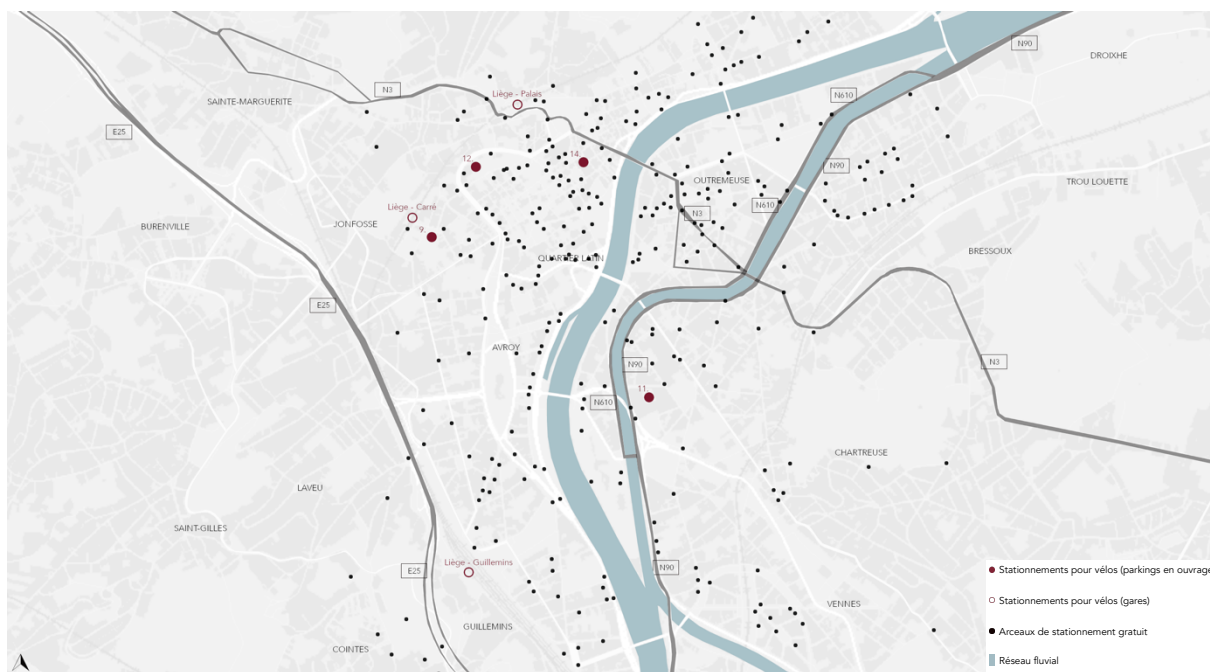 N90
DROIXHE
N3
Liège - Palais
N610
SAINTE-MARGUERITE
E25
12.
14.
N90
OUTREMEUSE
TROU LOUETTE
N610
Liège - Carré
N3
BURENVILLE
JONFOSSE
9.
BRESSOUX
QUARTIER LATIN
E25
AVROY
N90
N3
11.
N610
CHARTREUSE
LAVEU
SAINT-GILLES
Liège - Guillemins
E25
N90
Stationnements pour vélos (parkings en ouvrage
Stationnements pour vélos (gares)
VENNES
GUILLEMINS
Arceaux de stationnement gratuit
COINTES
Réseau fluvial